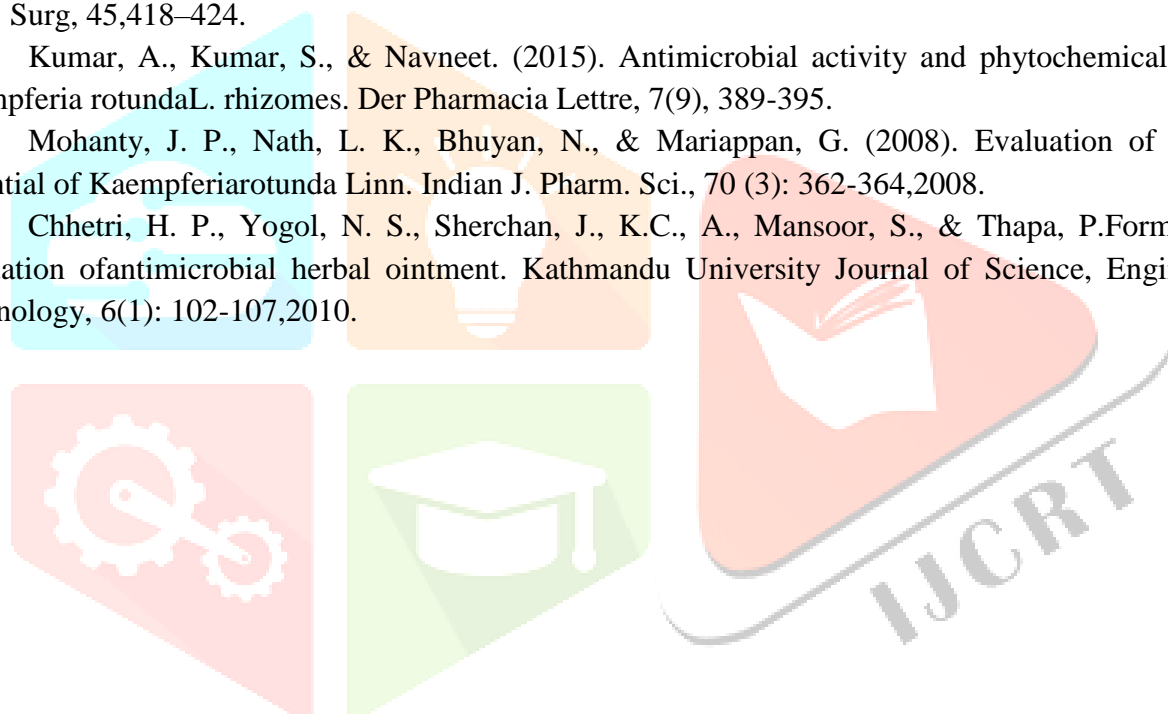 Surg, 45,418–424.
Kumar, A., Kumar, S., & Navneet. (2015). Antimicrobial activity and phytochemical
mpferia rotundaL. rhizomes. Der Pharmacia Lettre, 7(9), 389-395.
Mohanty, J. P., Nath, L. K., Bhuyan, N., & Mariappan, G. (2008). Evaluation of
ntial of Kaempferiarotunda Linn. Indian J. Pharm. Sci., 70 (3): 362-364,2008.
Chhetri, H. P., Yogol, N. S., Sherchan, J., K.C., A., Mansoor, S., & Thapa, P.Form
ation ofantimicrobial herbal ointment. Kathmandu University Journal of Science, Engin
nology, 6(1): 102-107,2010.
IJCRT